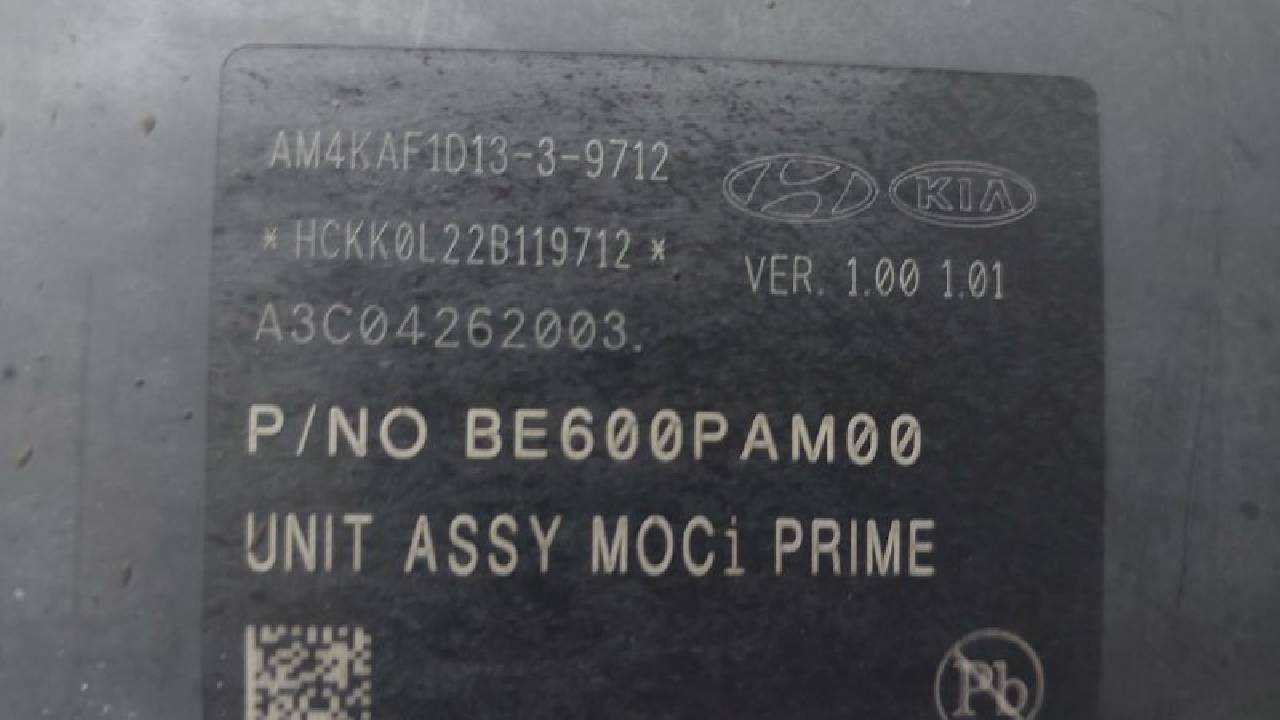 AM4KAF1D13-3-9712
*HCKK0L22B119712*
KIA
VER. 1.00 1.01
A3C04262003.
P/NO BE600PAM00
UNIT ASSY MOCi PRIME
Pb